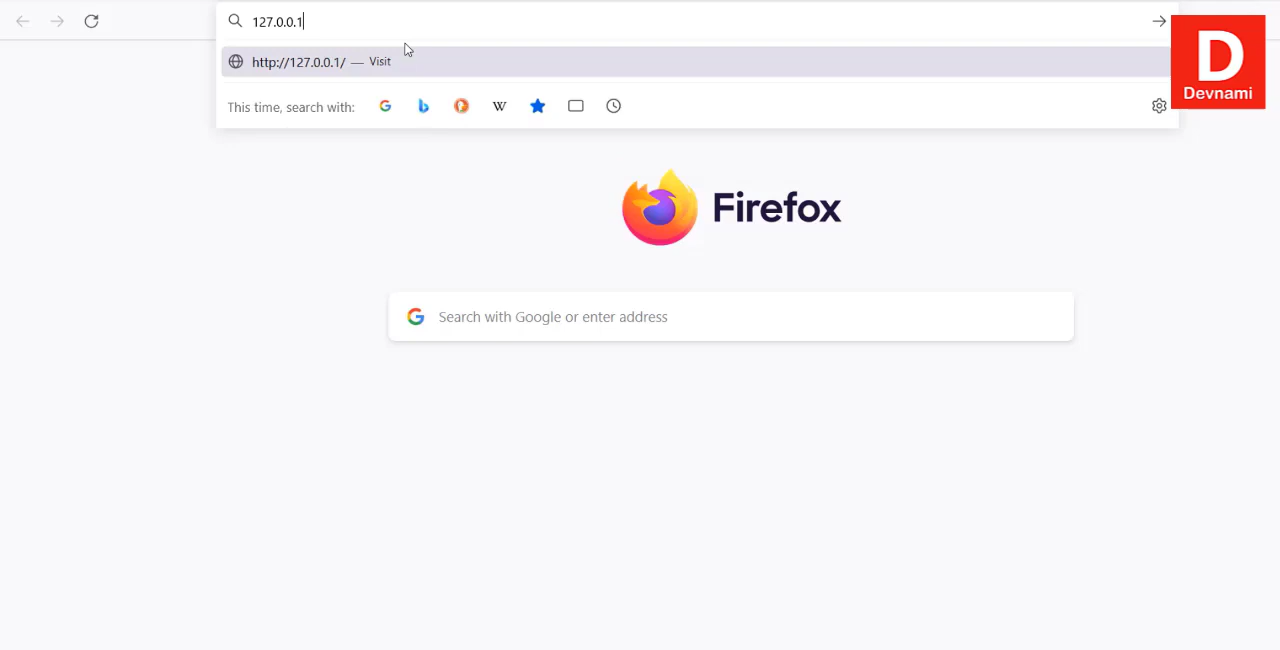 127.0.0.1
http://127.0.0.1/ — Visit
This time, search with:
D
Devnami
Firefox
Search with Google or enter address